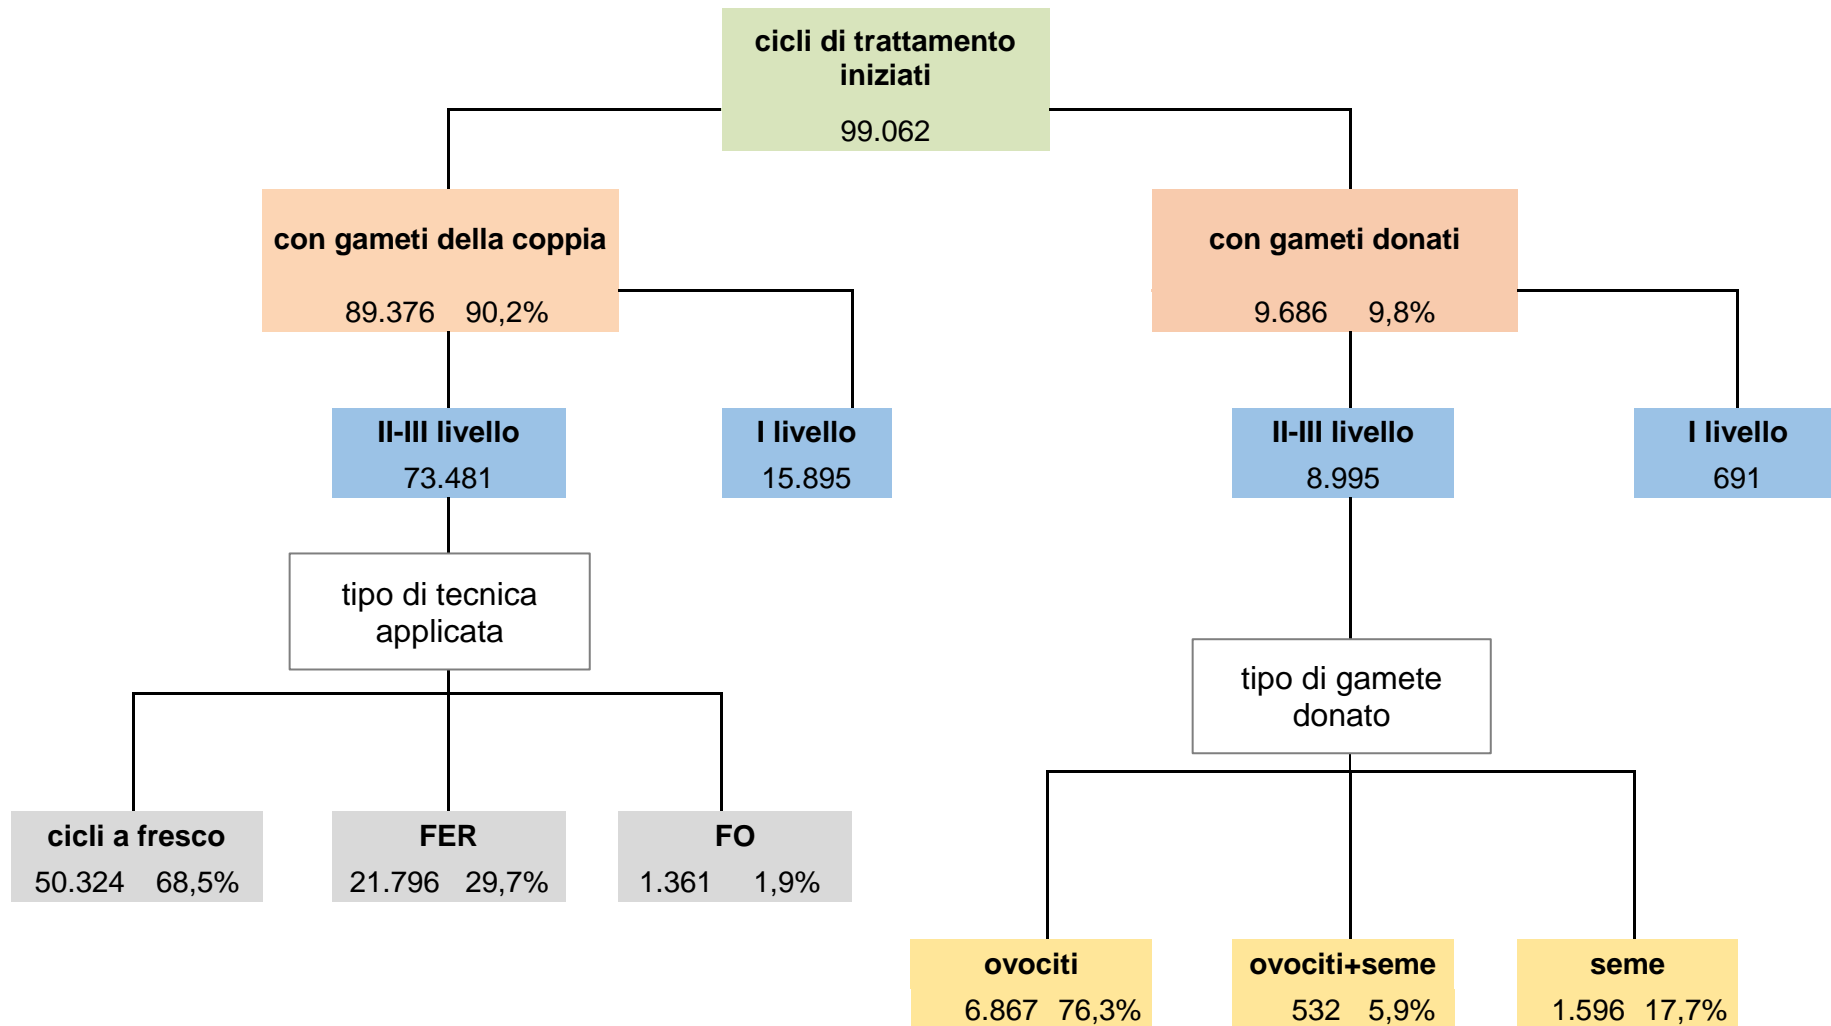 cicli di trattamento
iniziati
99.062
con gameti della coppia
89.376 90,2%
con gameti donati
9.686 9,8%
II-III livello
73.481
I livello
15.895
II-III livello
8.995
I livello
691
tipo di tecnica
applicata
tipo di gamete
donato
cicli a fresco
50.324 68,5%
FER
21.796 29,7%
FO
1.361 1,9%
ovociti
6.867 76,3%
ovociti+seme
532 5,9%
seme
1.596 17,7%